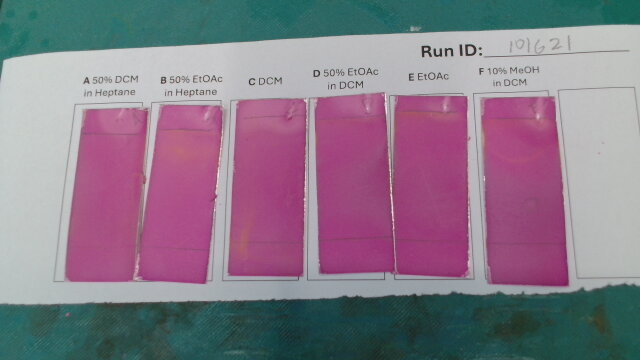 Run ID: 101621
A 50% DCM
in Heptane
B 50% EtOAc
in Heptane
C DCM
D 50% EtOAc
in DCM
E EtOAc
F 10% MeOH
in DCM